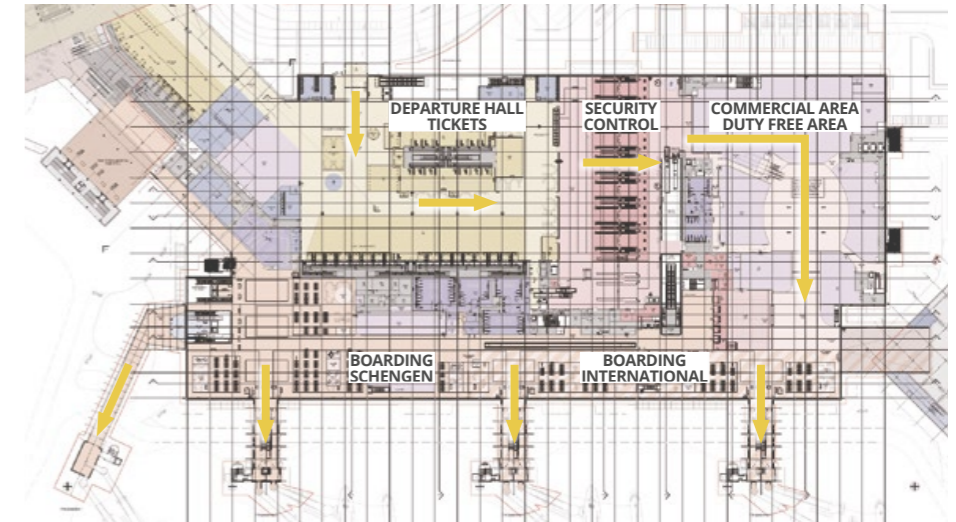 DEPARTURE HALL
TICKETS
SECURITY
CONTROL
COMMERCIAL AREA
DUTY FREE AREA
BOARDING
SCHENGEN
BOARDING
INTERNATIONAL